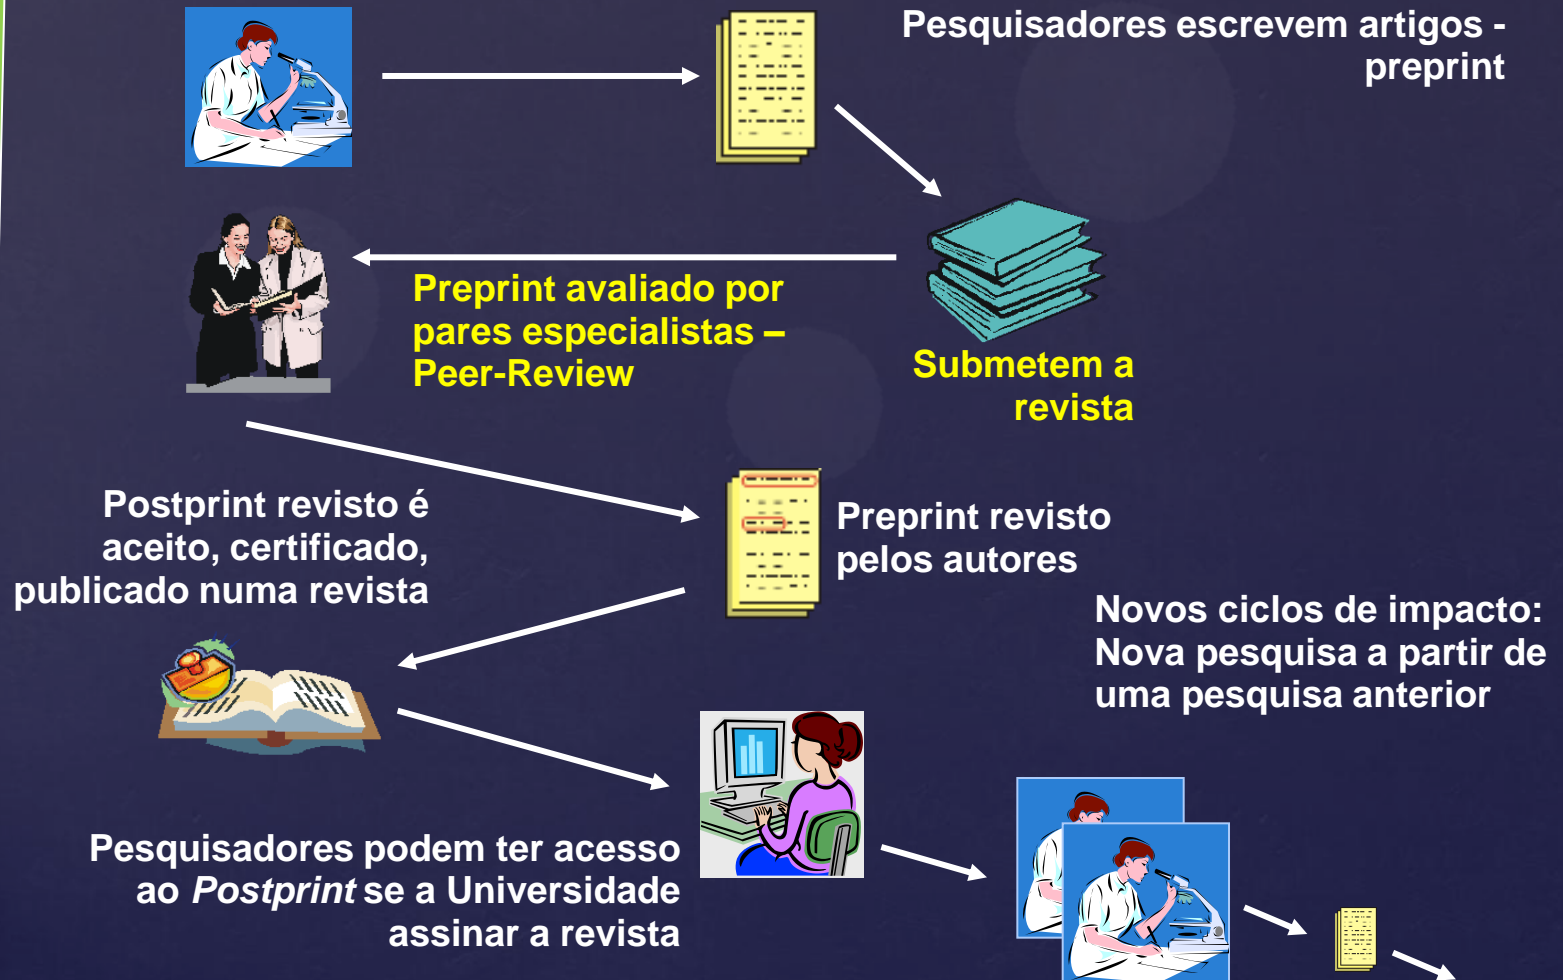 Pesquisadores escrevem artigos -
preprint
Preprint avaliado por
pares especialistas –
Peer-Review
Submetem a
revista
Postprint revisto é
aceito, certificado,
publicado numa revista
Preprint revisto
pelos autores
Novos ciclos de impacto:
Nova pesquisa a partir de
uma pesquisa anterior
Pesquisadores podem ter acesso
ao Postprint se a Universidade
assinar a revista